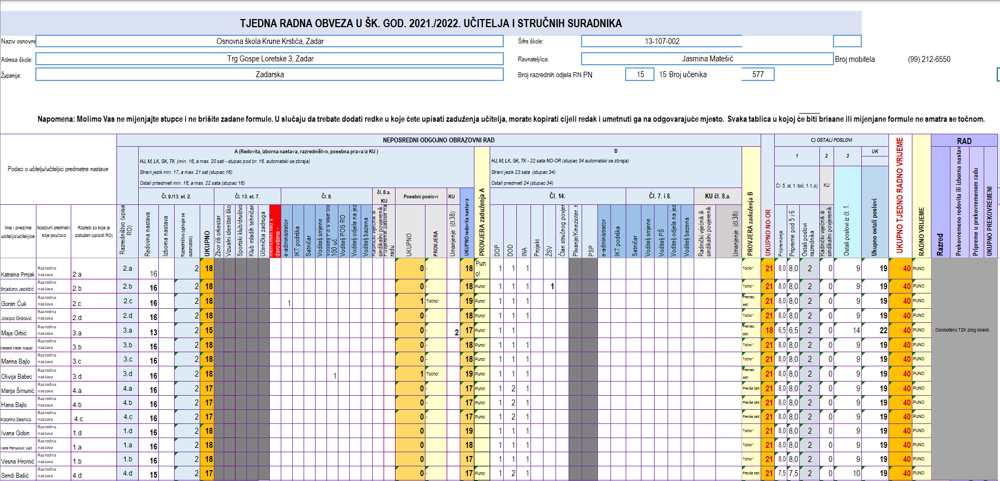 TJEDNA RADNA OBVEZA U ŠK. GOD. 2021./2022. UČITELJA I STRUČNIH SURADNIKA
Naziv osnovne Osnovna škola Krune Krstića, Zadar Šifra škole: 13-107-002
Adresa škole: Trg Gospe Loretske 3, Zadar Ravnatelj/ica: Jasmina Matešić Broj mobitela (99) 212-6550
Županija: Zadarska Broj razrednih odjela RN PN 15 15 Broj učenika 577
Napomena: Molimo Vas ne mijenjajte stupce i ne brišite zadane formule. U slučaju da trebate dodati redke u koje ćete upisati zaduženja učitelja, morate kopirati cijeli redak i umetnuti ga na odgovarajuće mjesto. Svaka tablica u kojoj će biti brisane ili mijenjane formule ne smatra se točnom.
Podaci o učitelju/učiteljici predmetne nastave
NEPOSREDNI ODGOJNO OBRAZOVNI RAD
C) OSTALI POSLOVI
RAD
A (Redovita, izborna nastava, razredništvo, posebna prava iz KU )
HJ, M, LK, GK, TK (min. 16, a max. 20 sati - stupac pod br. 16. automatski se zbraja)
Strani jezik min. 17, a max. 21 sat (stupac 16)
Ostali prtedmeti min. 18, a max. 22 sata (stupac 16)
B
HJ, M, LK, GK, TK - 22 sata NO-OR (stupac 34 automatski se zbraja)
Strani jezik 23 sata (stupac 34)
Ostali predmeti 24 (stupac 34)
1 2 3 UK
Čl. 5. st. 1. toč. 1.1.a) KU
Čl. 9./13. st. 2. Čl. 13. st. 7. Čl. 8. čl. 8.a. KU Posebni poslovi KU Čl. 14. Čl. 7. i 8. KU čl. 8.a.
Ime i prezime učitelja/učiteljice
Nastavni predmet/i koje poučava
Razredi za koje je zadužen (upisati RO)
Razredništvo (upisa RO)
Redovna nastava
Izborna nastava
Razredništvo (upisuje se automatski)
UKUPNO
Zbor i/ili orkestar
Vizualni identitet ško
Sportski klub/društvo
Klub mladih tehničar
Učenička zadruga
darovitima -
e-administrator
IKT podrška
Satničar
Voditelj smjene
100 uč.
Voditelj POS RO
Voditelj odjela na jez
Voditelj bazena
sindikalni povjerenik
radu
UKUPNO
PROVJERA
Umanjenje (čl.38)
UKUPNO redovita nastava
PROVJERA zaduženja A
DOP
DOD
INA
Projekt
ŽSV
Član stručnog povjer
Plivanje/Kinezioter. r
PSP
e-administrator
IKT podrška
Satničar
Voditelj smjene
Voditelj PŠ
Voditelj odjela na jez
Voditelj bazena
Radnički vijećnik ili sindikalni povjerenik
Umanjenje (čl.38)
PROVJERA zaduženja B
UKUPNO NO-OR
Pripremanje
Pripreme pod 5 i 6
Ostali poslovi razrednika
Radnički vijećnik ili sindikalni povjerenik
Ostali poslovi iz čl. 1.
Ukupno ostali poslovi
UKUPNO TJEDNO RADNO VRIJEME
RADNO VRIJEME
Razred
Prekovremeno redovita ili izborna nastav
Pripreme u prekovremenom radu
UKUPNO PREKOVREMENI
Katraina Prnjak Razredna nastava 2.a 2.a 16 2 18 0 - 18 Puno! 1 1 1 Točno!" 21 8,0 8,0 2 0 9 19 40 PUNO
Snježana Jezidžić Razredna nastava 2.b 2.b 16 2 18 0 - 18 Puno! 1 1 1 1 Točno!" 21 8,0 8,0 2 0 9 19 40 PUNO
Goran Ćuk Razredna nastava 2.c 2.c 16 2 18 1 1 Točno! 19 Puno! 1 1 1 Premalo sati! 21 8,0 8,0 2 0 9 19 40 PUNO
Josipa Grdović Razredna nastava 2.d 2.d 16 2 18 0 - 18 Puno! 1 1 1 Točno!" 21 8,0 8,0 2 0 9 19 40 PUNO
Maja Grbić Razredna nastava 3.a 3.a 13 2 15 0 - 2 17 Puno! 1 1 Premalo sati! 18 6,5 6,5 2 0 14 22 40 PUNO Oslobođena TZK zbog bolesti.
Marijana Matek Kozulić Razredna nastava 3.b 3.b 16 2 18 0 - 18 Puno! 1 1 1 Točno!" 21 8,0 8,0 2 0 9 19 40 PUNO
Marina Bajlo Razredna nastava 3.c 3.c 16 2 18 0 - 18 Puno! 1 1 1 Točno!" 21 8,0 8,0 2 0 9 19 40 PUNO
Olivija Babec Razredna nastava 3.d 3.d 16 2 18 1 1 Točno! 19 Puno! 1 1 1 Premalo sati! 21 8,0 8,0 2 0 9 19 40 PUNO
Marija Šimunić Razredna nastava 4.a 4.a 16 2 17 0 - 17 Puno! 1 2 1 Previše sati! 21 8,0 8,0 2 0 9 19 40 PUNO
Hana Bajlo Razredna nastava 4.b 4.b 16 2 17 0 - 17 Puno! 1 2 1 Previše sati! 21 8,0 8,0 2 0 9 19 40 PUNO
Katarina Desnica Razredna nastava 4.c 4.c 16 2 17 0 - 17 Puno! 1 2 1 Previše sati! 21 8,0 8,0 2 0 9 19 40 PUNO
Ivana Gobin Razredna nastava 1.d 1.d 16 2 18 0 - 19 1 1 1 Točno!" 21 8,0 8,0 2 0 9 19 40 PUNO
Ivana Pamuković Vulić Razredna nastava 1.a 1.a 16 2 18 0 - 18 1 1 1 Točno!" 21 8,0 8,0 2 0 9 19 40 PUNO
Vesna Hromić Razredna nastava 1.b 1.b 16 2 18 0 - 17 1 1 1 Točno!" 21 8,0 8,0 2 0 9 19 40 PUNO
Sendi Bašić Razredna nastava 4.d 4.d 15 2 17 0 - 17 Puno! 1 2 1 Previše sati! 21 7,5 7,5 2 0 10 19 40 PUNO